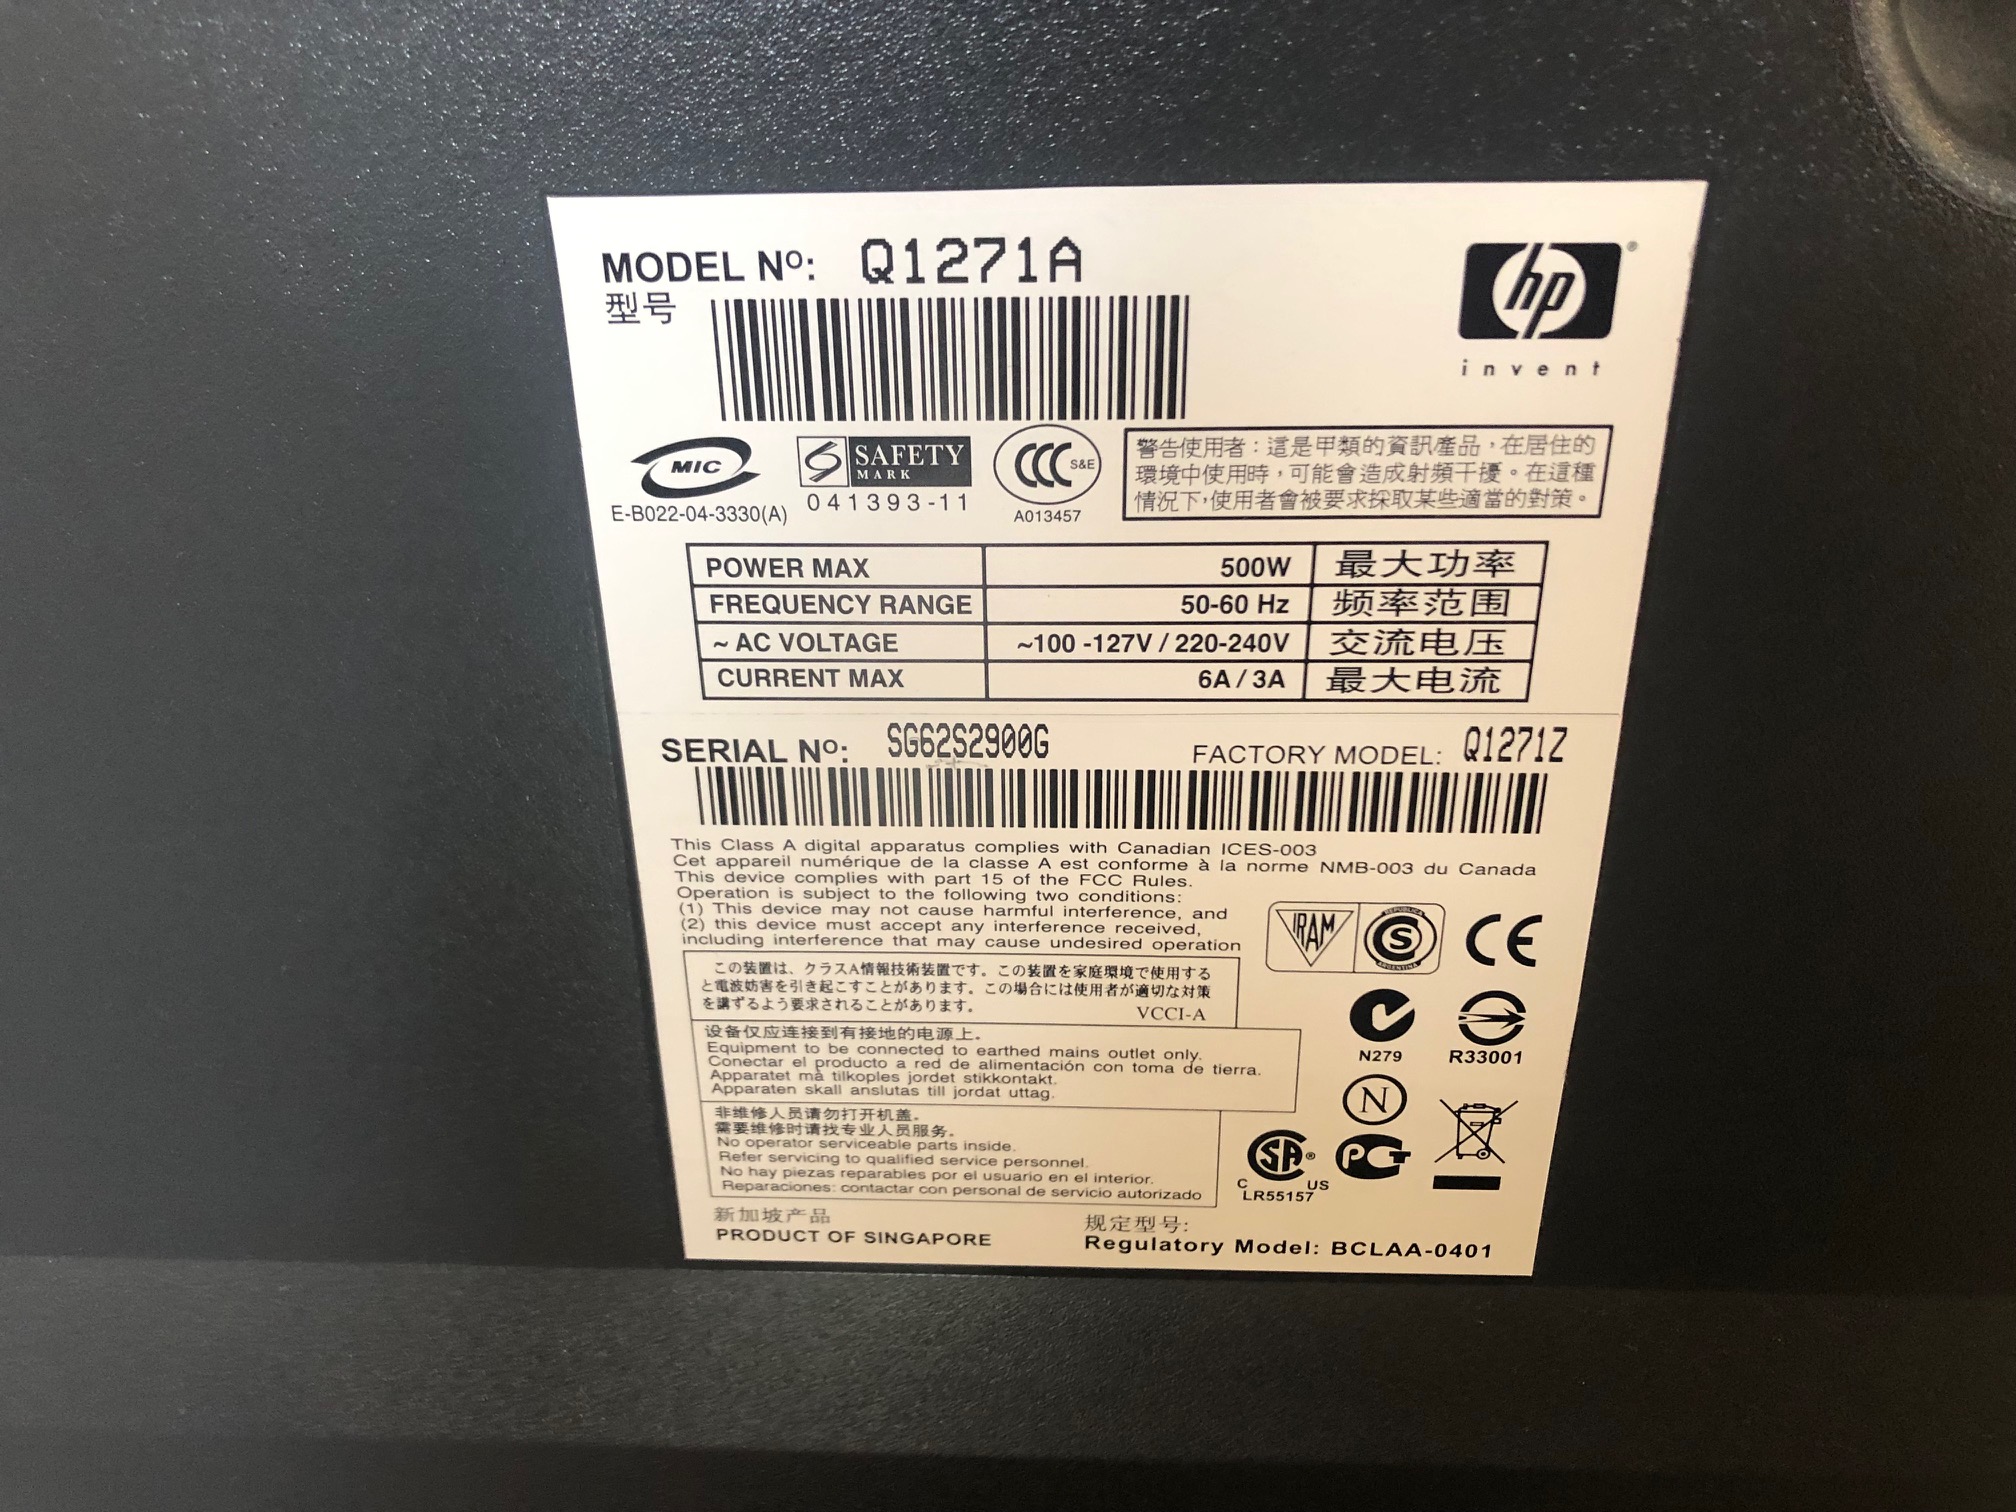 MODEL Nº: Q1271A
型号
hp
®
invent
MIC
E-B022-04-3330(A)
SAFETY
MARK
041393-11
CCC S&E
A013457
警告使用者：這是甲類的資訊產品，在居住的
環境中使用時，可能會造成射頻干擾。在這種
情況下，使用者會被要求採取某些適當的對策。
POWER MAX 500W 最大功率
FREQUENCY RANGE 50-60 Hz 频率范围
~ AC VOLTAGE ~100 -127V / 220-240V 交流电压
CURRENT MAX 6A / 3A 最大电流
SERIAL Nº: SG62S2900G FACTORY MODEL: Q1271Z
This Class A digital apparatus complies with Canadian ICES-003
Cet appareil numérique de la classe A est conforme à la norme NMB-003 du Canada
This device complies with part 15 of the FCC Rules.
Operation is subject to the following two conditions:
(1) This device may not cause harmful interference, and
(2) this device must accept any interference received,
including interference that may cause undesired operation
IRAM
REPUBLICA
S
ARGENTINA
CE
この装置は、クラスA情報技術装置です。この装置を家庭環境で使用する
と電波妨害を引き起こすことがあります。この場合には使用者が適切な対策
を講ずるよう要求されることがあります。
VCCI-A
N279
R33001
设备仅应连接到有接地的电源上。
Equipment to be connected to earthed mains outlet only.
Conectar el producto a red de alimentación con toma de tierra.
Apparatet må tilkoples jordet stikkontakt.
Apparaten skall anslutas till jordat uttag.
N
非维修人员请勿打开机盖。
需要维修时请找专业人员服务。
No operator serviceable parts inside.
Refer servicing to qualified service personnel.
No hay piezas reparables por el usuario en el interior.
Reparaciones: contactar con personal de servicio autorizado
SA®
C US
LR55157
PG
新加坡产品
PRODUCT OF SINGAPORE
规定型号:
Regulatory Model: BCLAA-0401